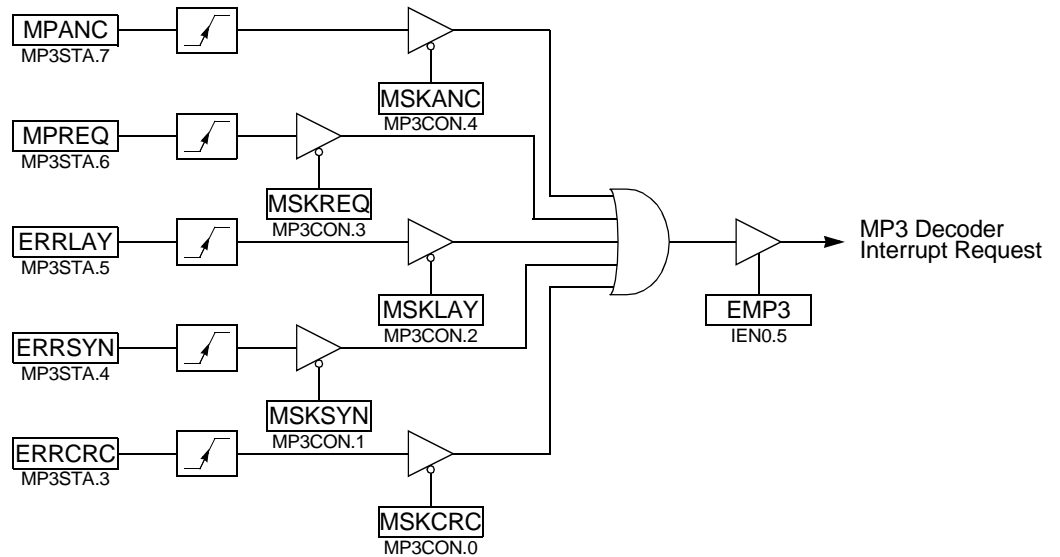 MPANC
MP3STA.7
MSKANC
MP3CON.4
MPREQ
MP3STA.6
MSKREQ
MP3CON.3
ERRLAY
MP3STA.5
MSKLAY
MP3CON.2
ERRSYN
MP3STA.4
MSKSYN
MP3CON.1
ERRCRC
MP3STA.3
MSKCRC
MP3CON.0
EMP3
IEN0.5
MP3 Decoder
Interrupt Request